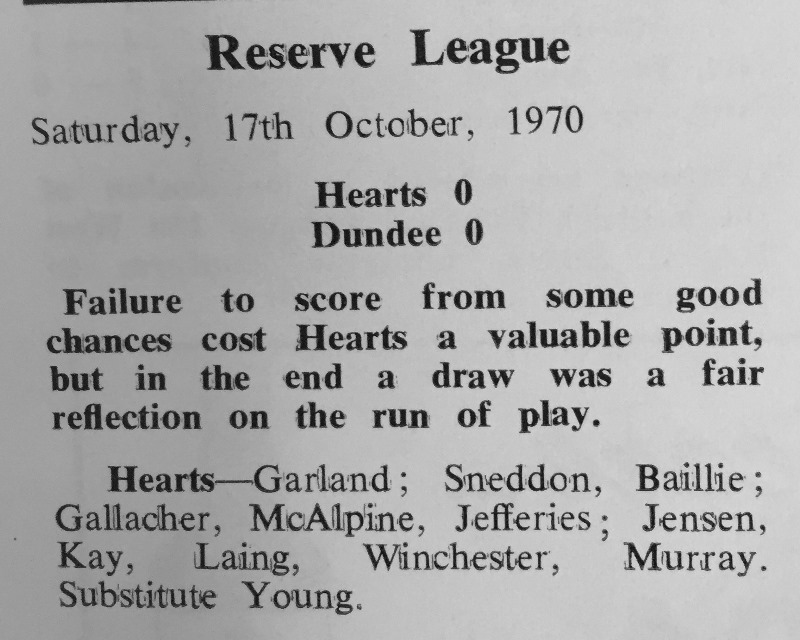 Reserve League
Saturday, 17th October, 1970
Hearts 0
Dundee 0
Failure to score from some good
chances cost Hearts a valuable point,
but in the end a draw was a fair
reflection on the run of play.
Hearts—Garland; Sneddon, Baillie;
Gallacher, McAlpine, Jefferies; Jensen,
Kay, Laing, Winchester, Murray.
Substitute Young.